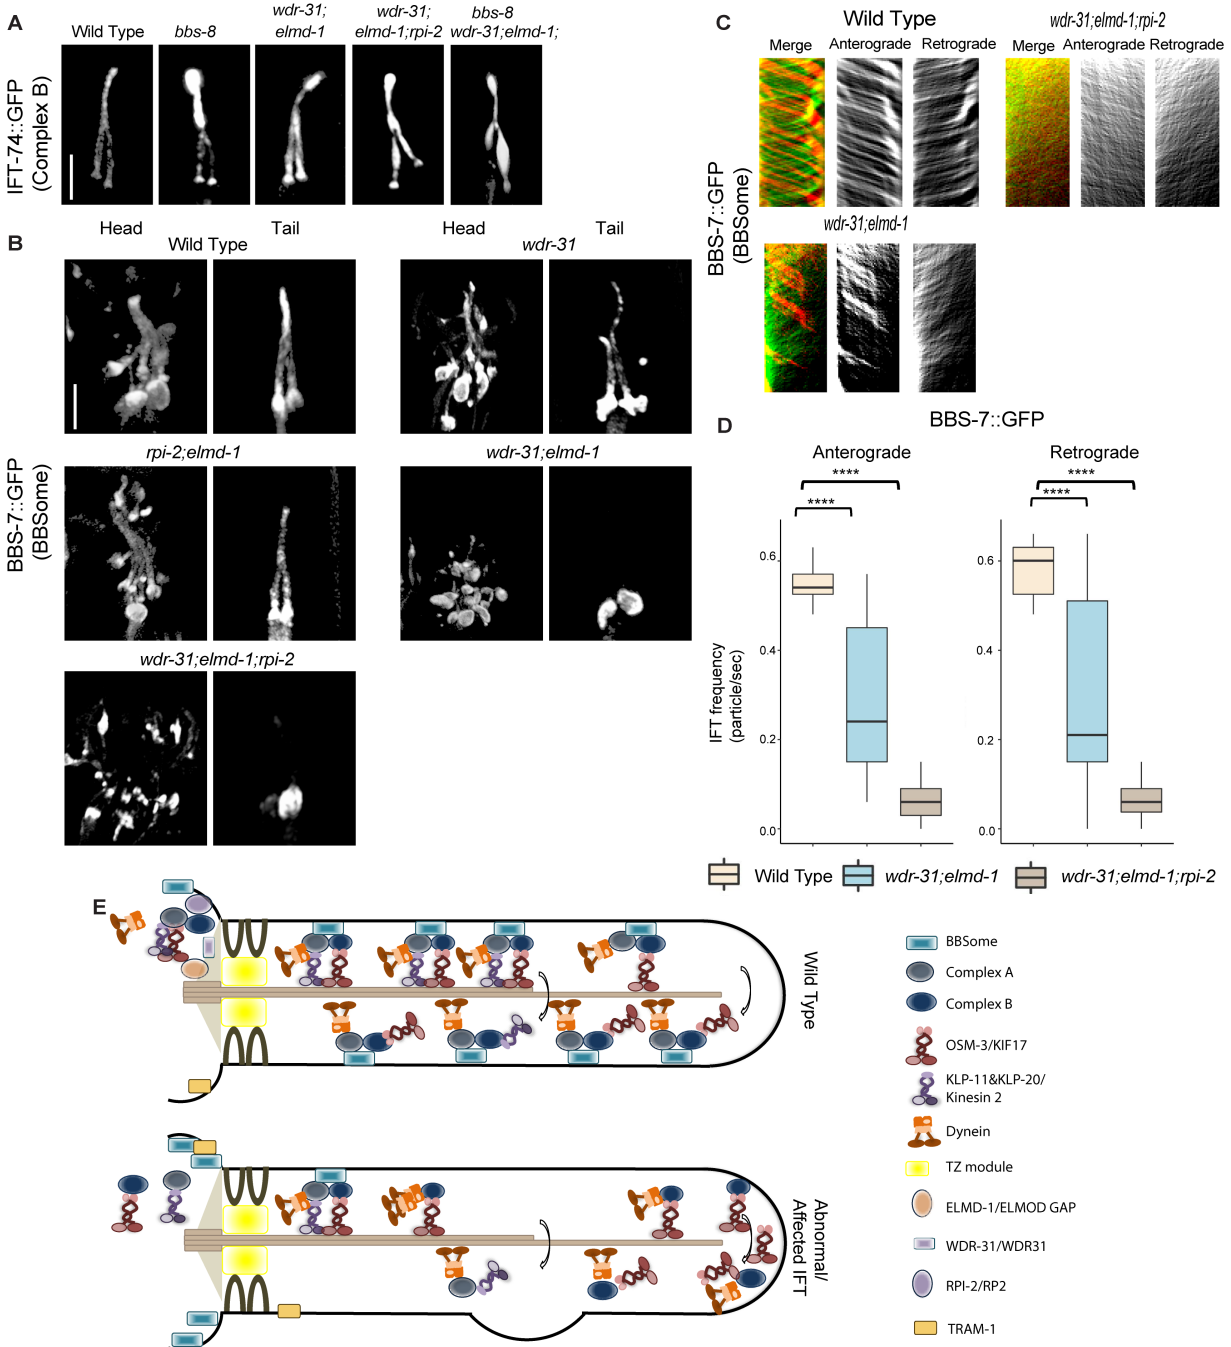 A
Wild Type
bbs-8
wdr-31;
elmd-1
wdr-31;
elmd-1;rpi-2
bbs-8
wdr-31;elmd-1;
IFT-74::GFP
(Complex B)
B
Head
Tail
Wild Type
Head
Tail
wdr-31
rpi-2;elmd-1
wdr-31;elmd-1
wdr-31;elmd-1;rpi-2
BBS-7::GFP
(BBSome)
C
Wild Type
Merge
Anterograde
Retrograde
wdr-31;elmd-1;rpi-2
Merge
Anterograde
Retrograde
wdr-31;elmd-1
BBS-7::GFP
(BBSome)
D
BBS-7::GFP
Anterograde
Retrograde
****
****
****
****
IFT frequency
(particle/sec)
0.6
0.4
0.2
0.0
0.6
0.4
0.2
0.0
Wild Type
wdr-31;elmd-1
wdr-31;elmd-1;rpi-2
E
Wild Type
Abnormal/
Affected IFT
BBSome
Complex A
Complex B
OSM-3/KIF17
KLP-11&KLP-20/
Kinesin 2
Dynein
TZ module
ELMD-1/ELMOD GAP
WDR-31/WDR31
RPI-2/RP2
TRAM-1